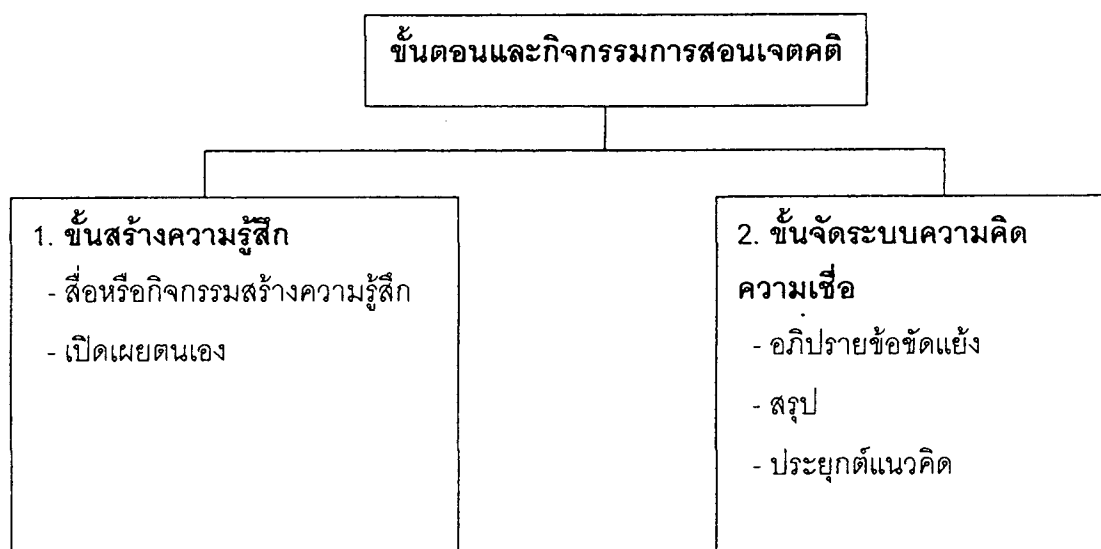 ขั้นตอนและกิจกรรมการสอนเจตคติ
1. ขั้นสร้างความรู้สึก
- สื่อหรือกิจกรรมสร้างความรู้สึก
- เปิดเผยตนเอง
2. ขั้นจัดระบบความคิด
ความเชื่อ
- อภิปรายข้อขัดแย้ง
- สรุป
- ประยุกต์แนวคิด